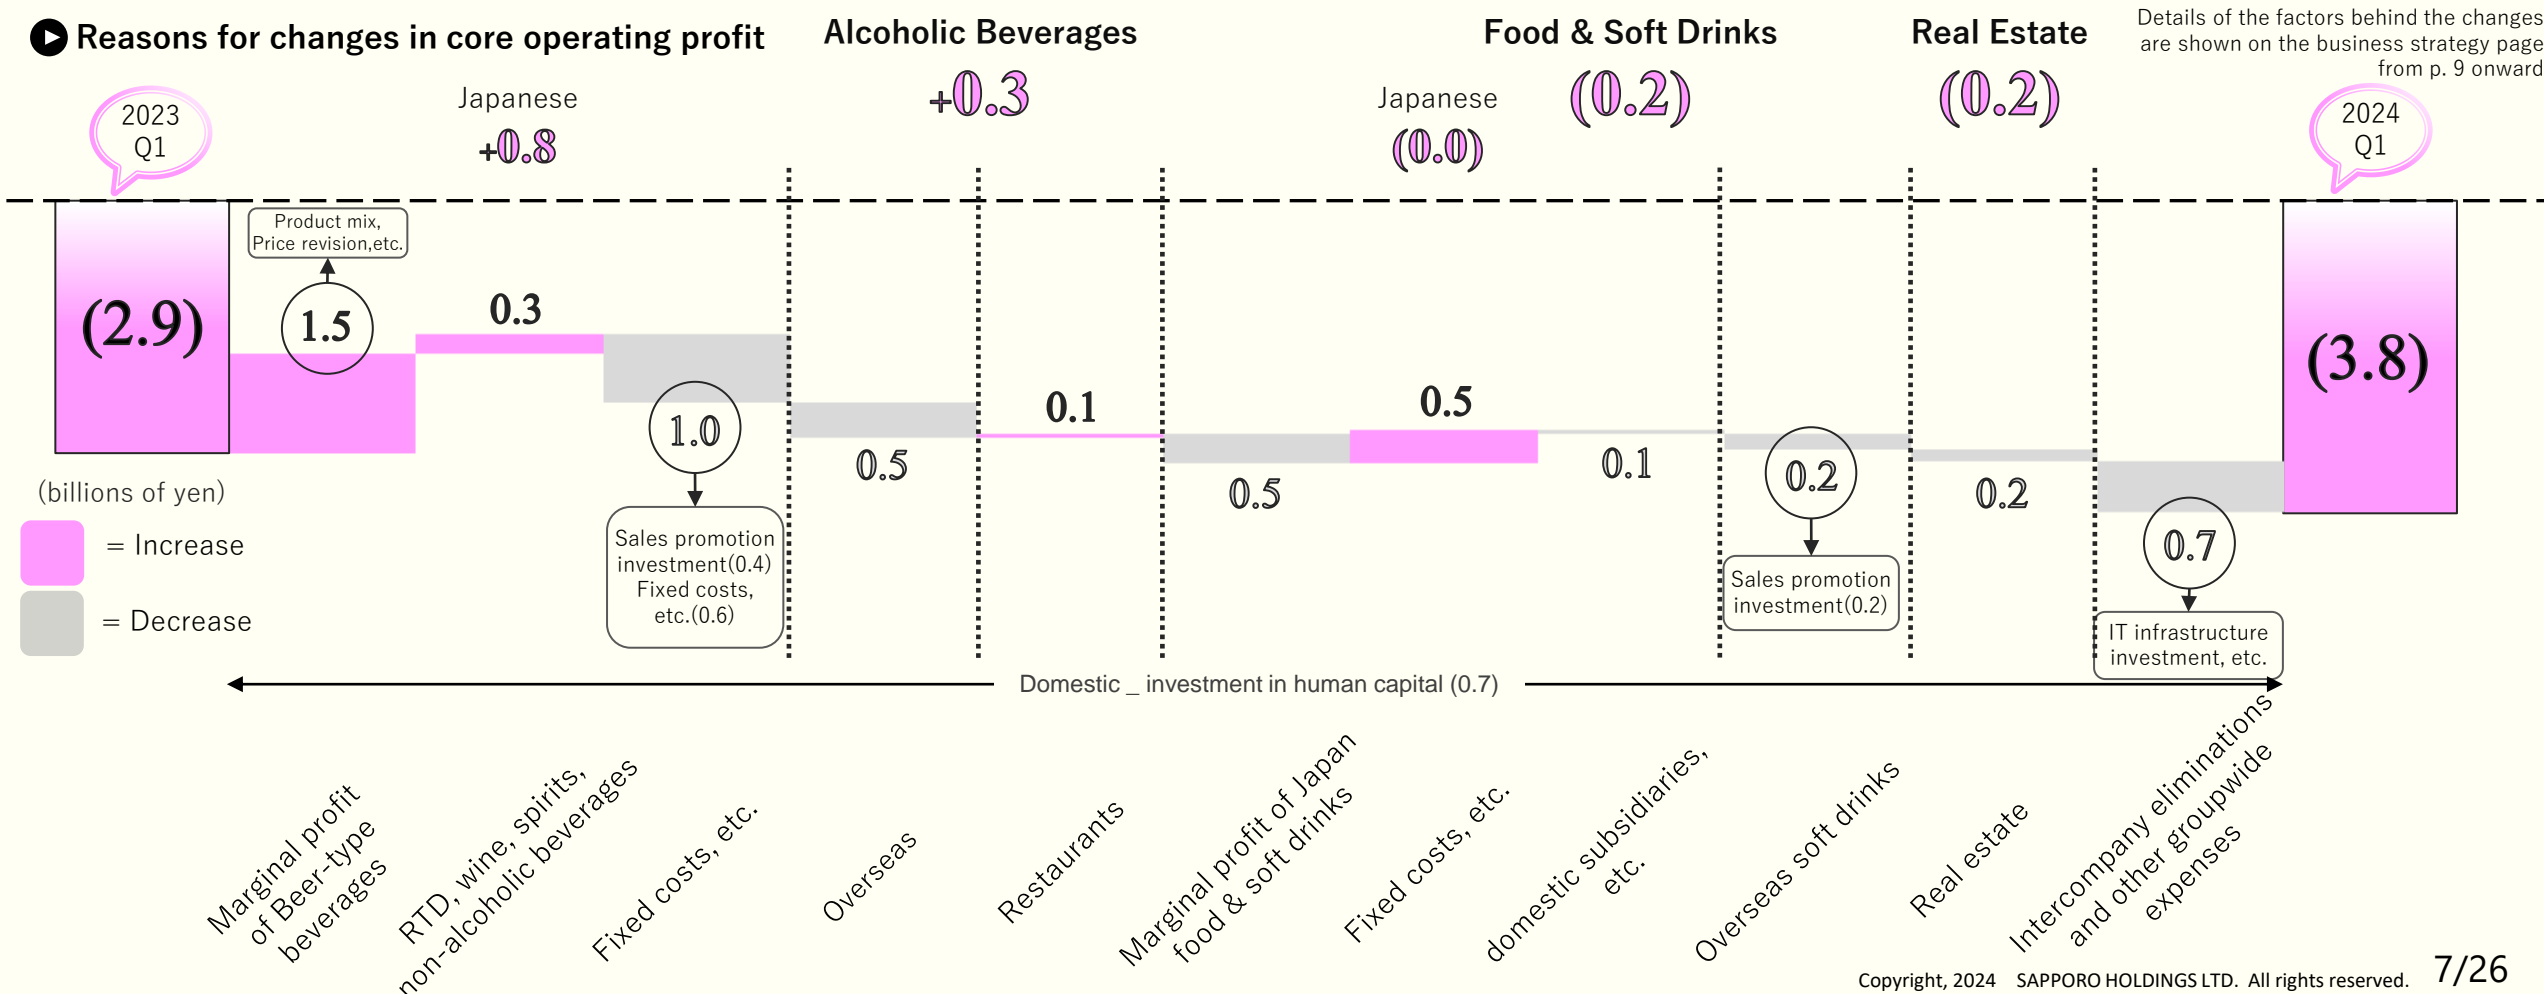 Reasons for changes in core operating profit
Alcoholic Beverages
+0.3
Food & Soft Drinks
(0.2)
Real Estate
(0.2)
Details of the factors behind the changes
are shown on the business strategy page
from p. 9 onward
2023
Q1
Japanese
+0.8
Japanese
(0.0)
2024
Q1
(2.9)
Product mix,
Price revision,etc.
1.5
0.3
1.0
Sales promotion
investment(0.4)
Fixed costs,
etc.(0.6)
0.5
0.1
0.5
0.5
0.1
0.2
Sales promotion
investment(0.2)
0.2
0.7
IT infrastructure
investment, etc.
(3.8)
(billions of yen)
= Increase
= Decrease
Domestic _ investment in human capital (0.7)
Marginal profit
of Beer-type
beverages
RTD, wine, spirits,
non-alcoholic beverages
Fixed costs, etc.
Overseas
Restaurants
Marginal profit of Japan
food & soft drinks
Fixed costs, etc.
domestic subsidiaries,
etc.
Overseas soft drinks
Real estate
Intercompany eliminations
and other groupwide
expenses
Copyright, 2024 SAPPORO HOLDINGS LTD. All rights reserved.
7/26